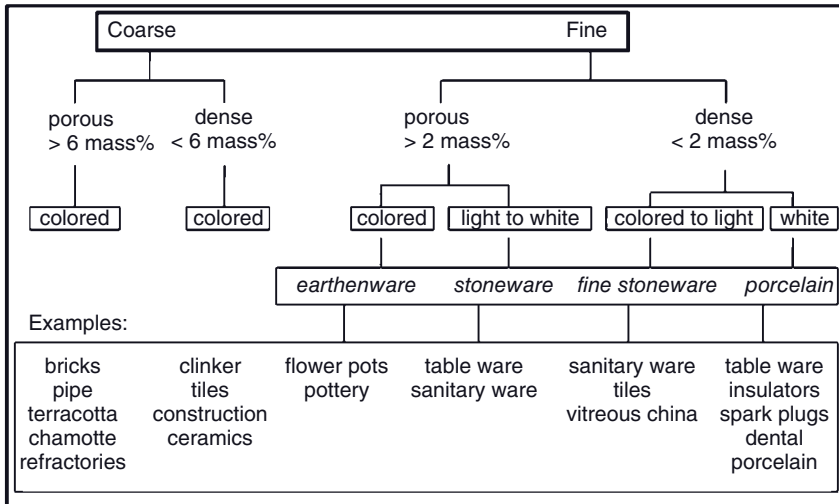 Coarse Fine
porous dense porous dense
> 6 mass% < 6 mass% > 2 mass% < 2 mass%
colored colored colored light to white colored to light white
earthenware stoneware fine stoneware porcelain
Examples:
bricks clinker flower pots table ware sanitary ware table ware
pipe tiles pottery sanitary ware tiles insulators
terracotta construction vitreous china spark plugs
chamotte ceramics dental
refractories porcelain